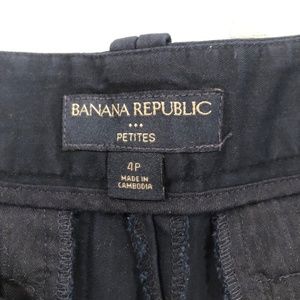 BANANA REPUBLIC
PETITES
4P
MADE IN
CAMBODIA